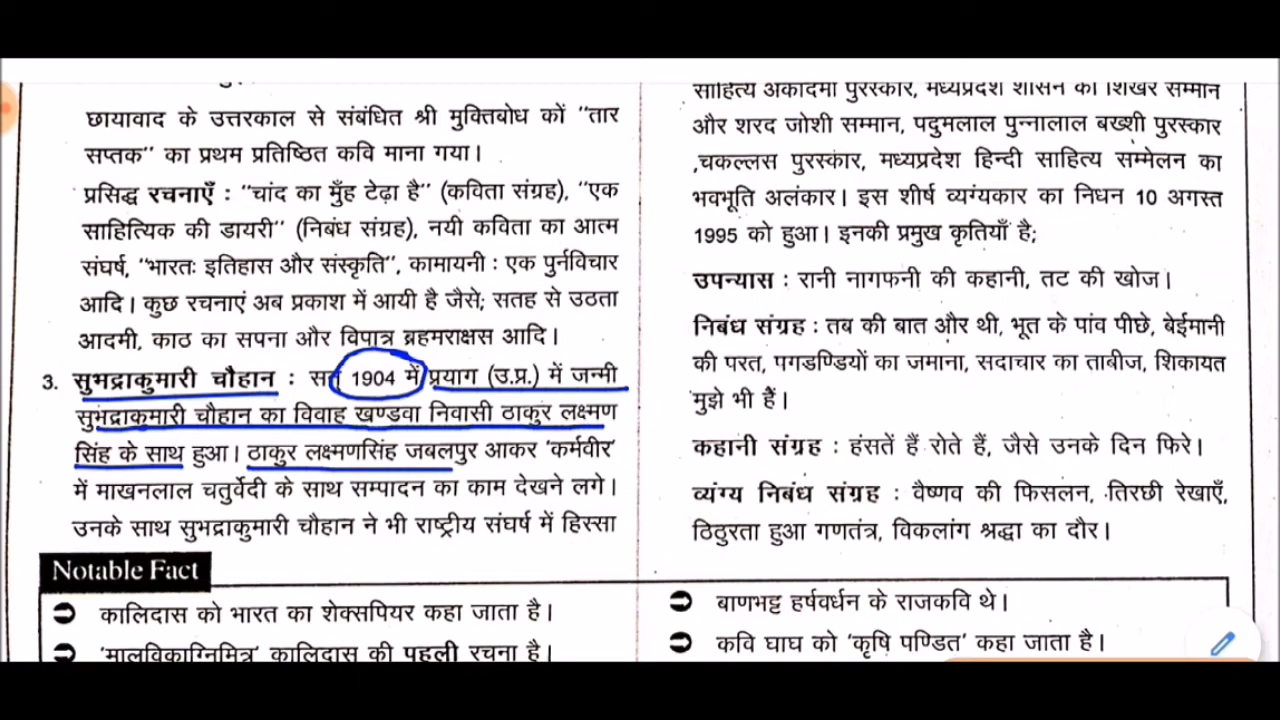 छायावाद के उत्तरकाल से संबंधित श्री मुक्तिबोध कों "तार
सप्तक" का प्रथम प्रतिष्ठित कवि माना गया।
प्रसिद्ध रचनाएँ : "चांद का मुँह टेढ़ा है" (कविता संग्रह), "एक
साहित्यिक की डायरी" (निबंध संग्रह), नयी कविता का आत्म
संघर्ष, "भारतः इतिहास और संस्कृति", कामायनी : एक पुर्नविचार
आदि। कुछ रचनाएं अब प्रकाश में आयी है जैसे; सतह से उठता
आदमी, काठ का सपना और विपात्र ब्रहमराक्षस आदि।
3. सुभद्राकुमारी चौहान : सन् 1904 में प्रयाग (उ.प्र.) में जन्मी
सुभद्राकमारी चौहान का विवाह खण्डवा निवासी ठाकुर लक्ष्मण
सिंह के साथ हुआ। ठाकुर लक्ष्मणसिंह जबलपुर आकर 'कर्मवीर'
में माखनलाल चतुर्वेदी के साथ सम्पादन का काम देखने लगे।
उनके साथ सुभद्राकुमारी चौहान ने भी राष्ट्रीय संघर्ष में हिस्सा
साहित्य अकादमी पुरस्कार, मध्यप्रदेश शासन का शिखर सम्मान
और शरद जोशी सम्मान, पदुमलाल पुन्नालाल बख्शी पुरस्कार
,चकल्लस पुरस्कार, मध्यप्रदेश हिन्दी साहित्य सम्मेलन का
भवभूति अलंकार। इस शीर्ष व्यंग्यकार का निधन 10 अगस्त
1995 को हुआ। इनकी प्रमुख कृतियाँ है;
उपन्यास : रानी नागफनी की कहानी, तट की खोज।
निबंध संग्रह : तब की बात और थी, भूत के पांव पीछे, बेईमानी
की परत, पगडण्डियों का जमाना, सदाचार का ताबीज, शिकायत
मुझे भी हैं।
कहानी संग्रह : हंसतें हैं रोते हैं, जैसे उनके दिन फिरे।
व्यंग्य निबंध संग्रह : वैष्णव की फिसलन, तिरछी रेखाएँ,
ठिठुरता हुआ गणतंत्र, विकलांग श्रद्धा का दौर।
Notable Fact
कालिदास को भारत का शेक्सपियर कहा जाता है।
'मालविकाग्निमित्र' कालिदास की पहली रचना है।
बाणभट्ट हर्षवर्धन के राजकवि थे।
कवि घाघ को 'कृषि पण्डित' कहा जाता है।